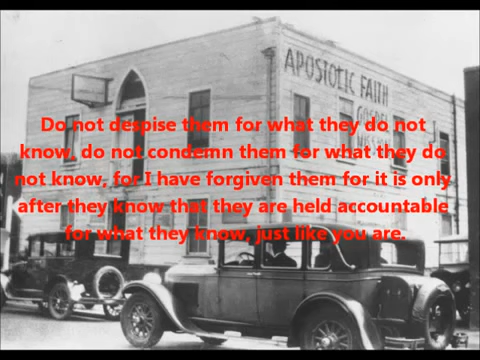 APOSTOLIC FAITH
GOSPEL
MISSION
Do not despise them for what they do not
know, do not condemn them for what they do
not know, for I have forgiven them for it is only
after they know that they are held accountable
for what they know, just like you are.